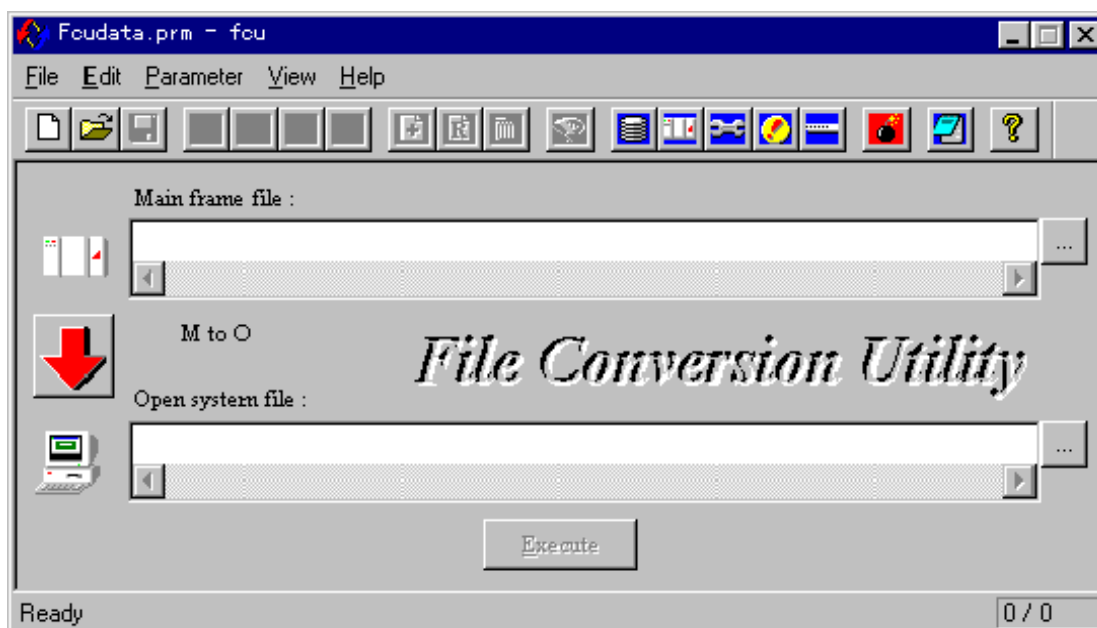 Fcudata.prm - fcu
File Edit Parameter View Help
Main frame file :
...
M to O
File Conversion Utility
Open system file :
...
Execute
Ready
0 / 0